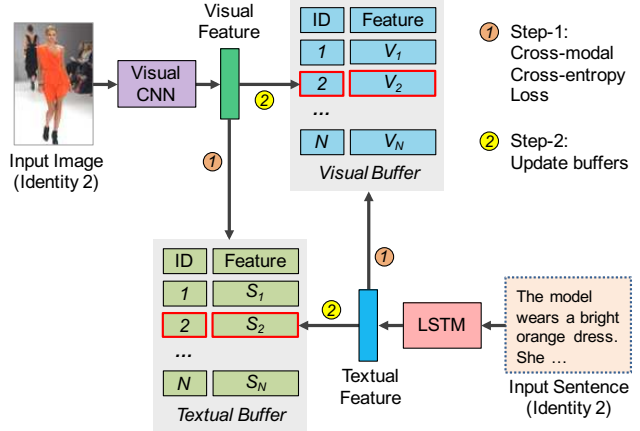 Visual
Feature
Visual
CNN
Input Image
(Identity 2)
2
1
ID Feature
1 V1
2 V2
...
N VN
Visual Buffer
1 Step-1:
Cross-modal
Cross-entropy
Loss
2 Step-2:
Update buffers
ID Feature
1 S1
2 S2
...
N SN
Textual Buffer
1
2
Textual
Feature
LSTM
The model
wears a bright
orange dress.
She ...
Input Sentence
(Identity 2)